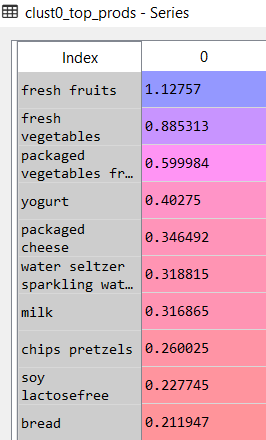 clust0_top_prods - Series
Index 0
fresh fruits 1.12757
fresh
vegetables 0.885313
packaged
vegetables fr… 0.599984
yogurt 0.40275
packaged
cheese 0.346492
water seltzer
sparkling wat… 0.318815
milk 0.316865
chips pretzels 0.260025
soy
lactosefree 0.227745
bread 0.211947